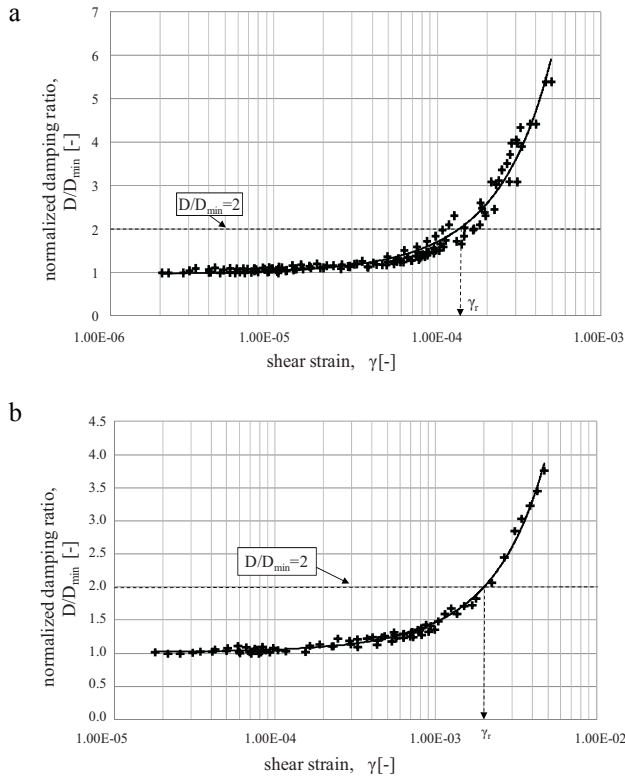 a
7
6
5
4
3
2
1
0
normalized damping ratio,
D/Dmin [-]
D/Dmin=2
γr
1.00E-06
1.00E-05
1.00E-04
1.00E-03
shear strain, γ[-]
b
4.5
4.0
3.5
3.0
2.5
2.0
1.5
1.0
0.5
0.0
normalized damping ratio,
D/Dmin [-]
D/Dmin=2
1.00E-05
1.00E-04
1.00E-03
γr
1.00E-02
shear strain, γ[-]